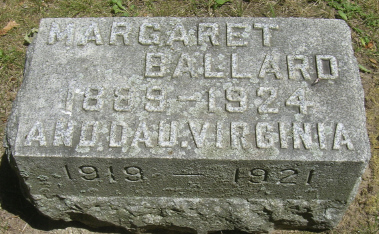 MARGARET
BALLARD
1889-1924
AND.DAU.VIRGINIA
1919 — 1921